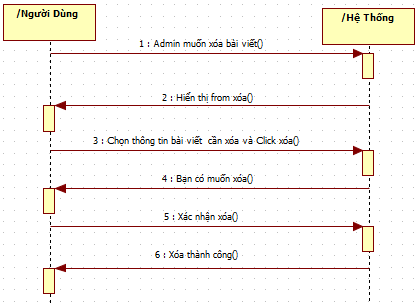 /Người Dùng
/Hệ Thống
1 : Admin muốn xóa bài viết()
2 : Hiển thị from xóa()
3 : Chọn thông tin bài viết  cần xóa và Click xóa()
4 : Bạn có muốn xóa()
5 : Xác nhận xóa()
6 : Xóa thành công()